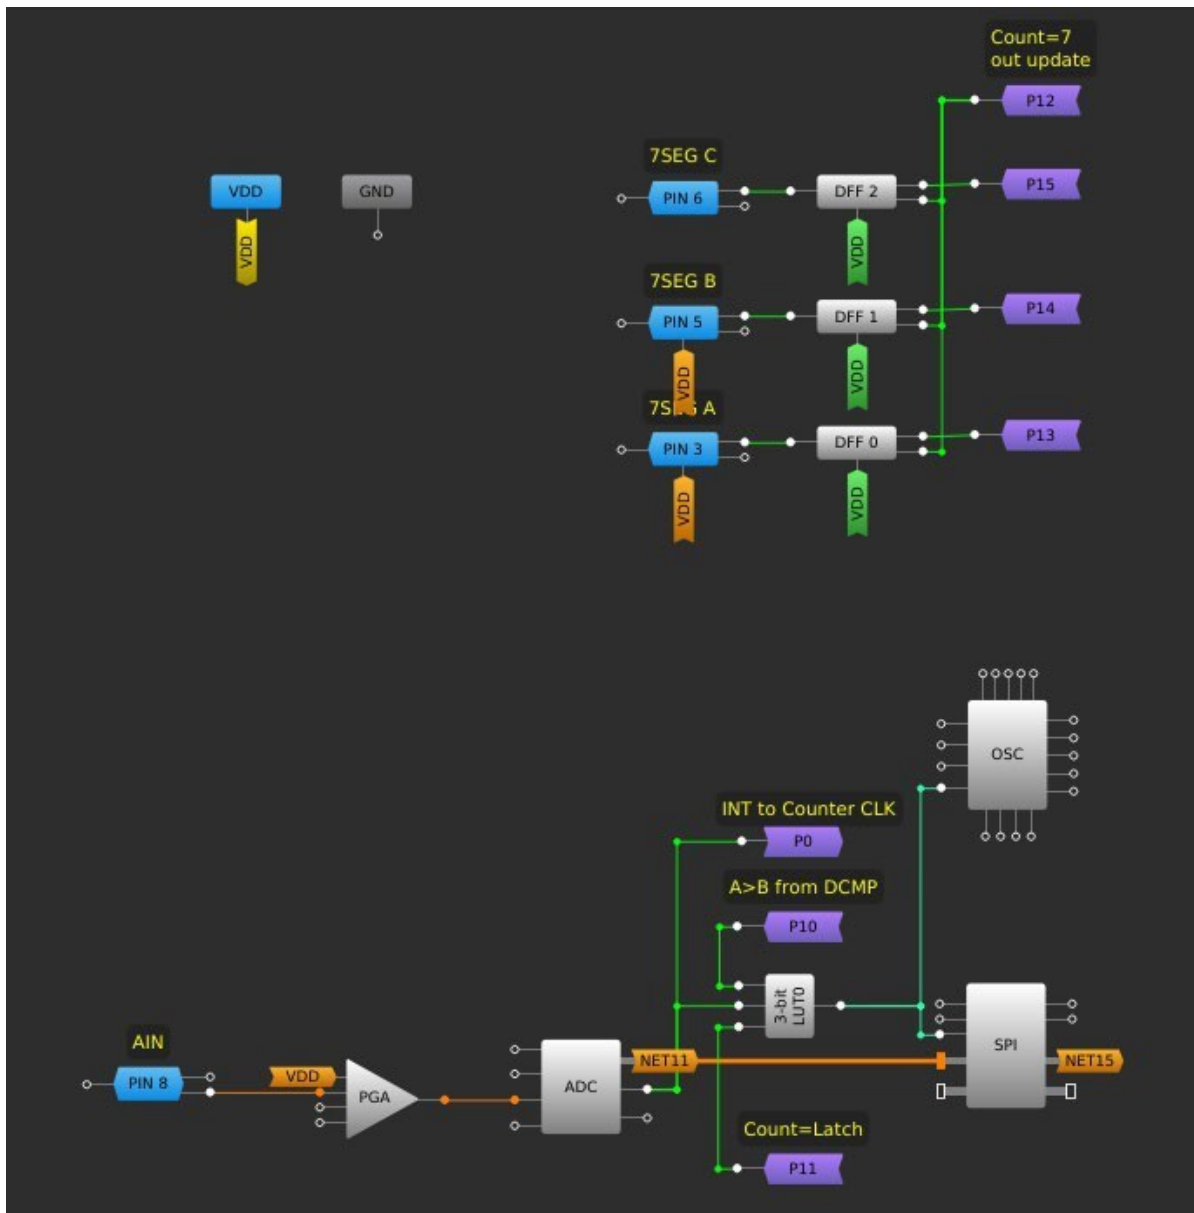 Count=7
out update
P12
7SEG C
VDD
GND
PIN 6
DFF 2
P15
VDD
VDD
7SEG B
PIN 5
DFF 1
P14
VDD
VDD
7SEG A
PIN 3
DFF 0
P13
VDD
VDD
OSC
INT to Counter CLK
P0
A>B from DCMP
P10
3-bit
LUT0
AIN
SPI
NET11
NET15
VDD
PIN 8
PGA
ADC
Count=Latch
P11